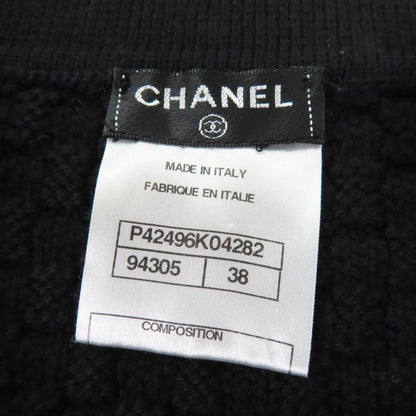 CHANEL
MADE IN ITALY
FABRIQUE EN ITALIE
P42496K04282
94305 38
COMPOSITION